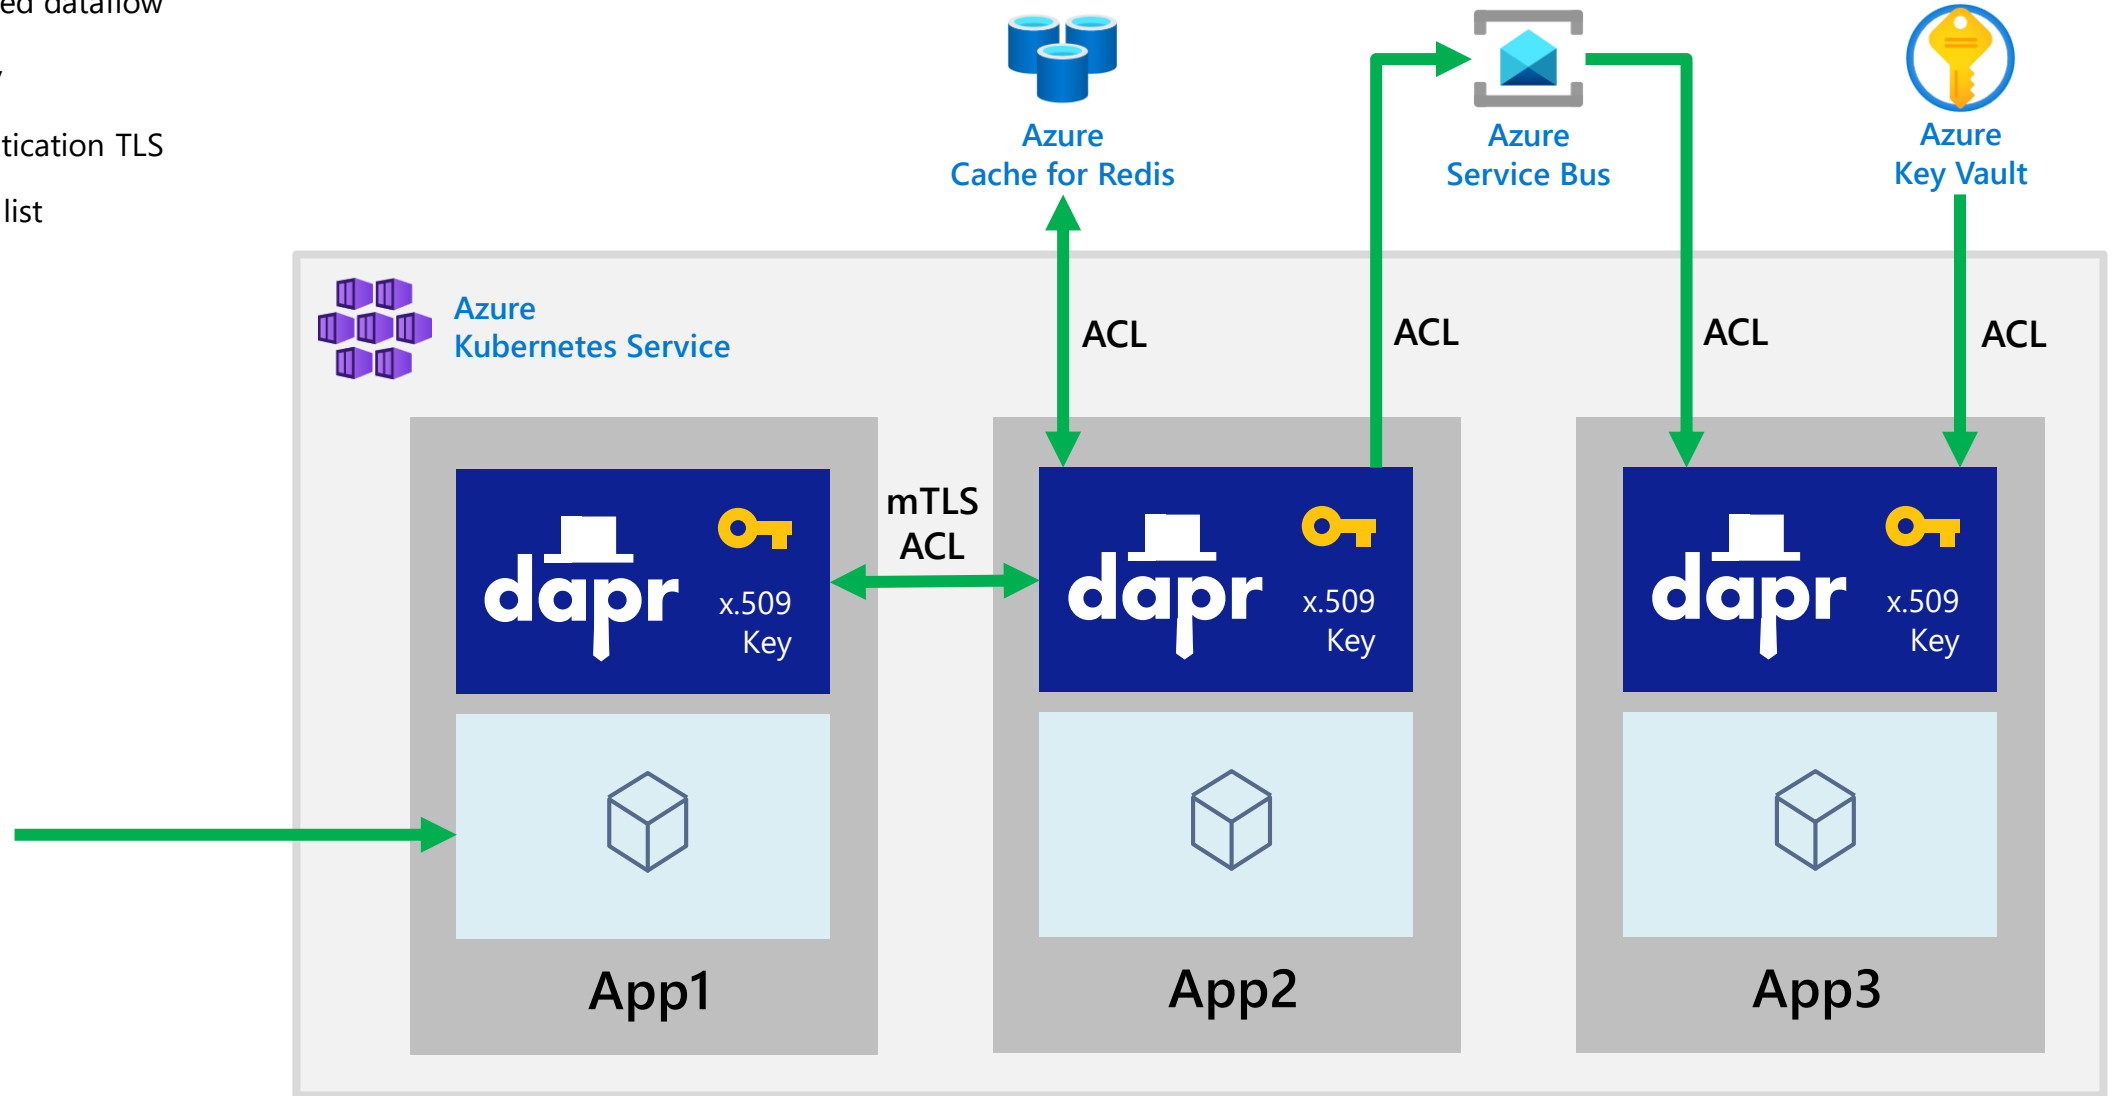 dataflow
tication TLS
list
Azure
Cache for Redis
Azure
Service Bus
Azure
Key Vault
Azure
Kubernetes Service
ACL
ACL
ACL
ACL
mTLS
ACL
dapr
x.509
Key
dapr
x.509
Key
dapr
x.509
Key
App1
App2
App3